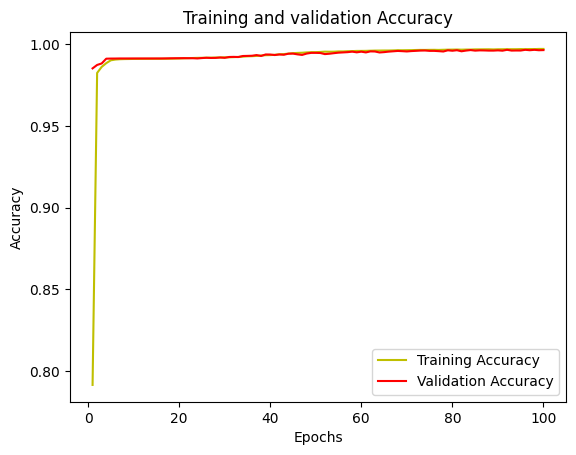 Training and validation Accuracy
1.00
0.95
0.90
0.85
0.80
Accuracy
0
20
40
60
80
100
Epochs
Training Accuracy
Validation Accuracy